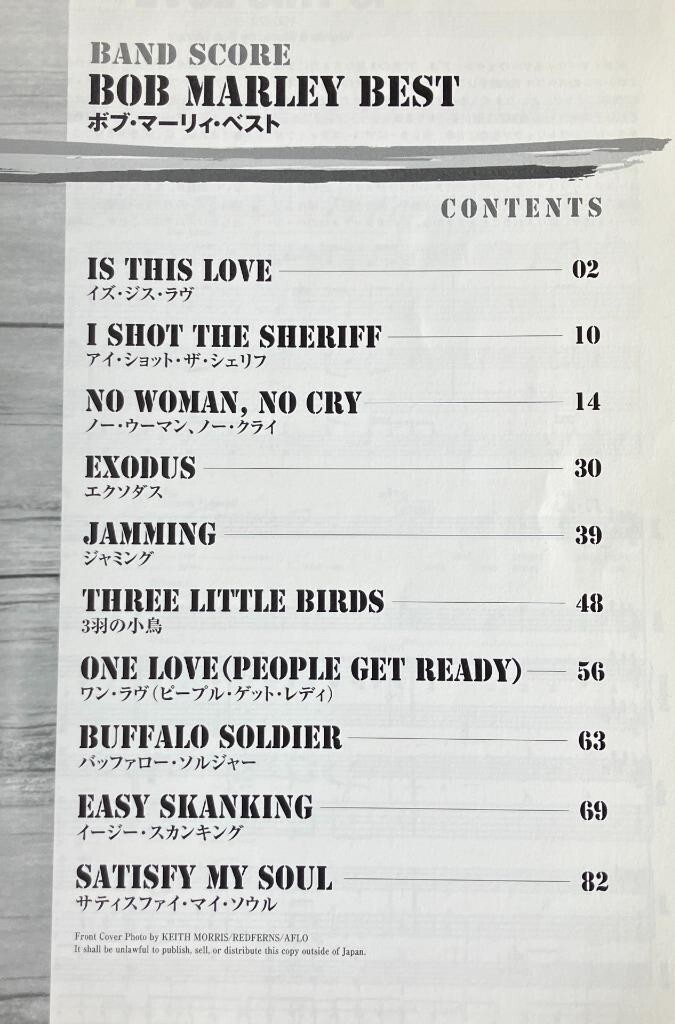 BAND SCORE
BOB MARLEY BEST
ボブ・マーリィ・ベスト
CONTENTS
IS THIS LOVE 02
イズ・ジス・ラヴ
I SHOT THE SHERIFF 10
アイ・ショット・ザ・シェリフ
NO WOMAN, NO CRY 14
ノー・ウーマン、ノー・クライ
EXODUS 30
エクソダス
JAMMING 39
ジャミング
THREE LITTLE BIRDS 48
3羽の小鳥
ONE LOVE(PEOPLE GET READY) 56
ワン・ラヴ(ピープル・ゲット・レディ)
BUFFALO SOLDIER 63
バッファロー・ソルジャー
EASY SKANKING 69
イージー・スカンキング
SATISFY MY SOUL 82
サティスファイ・マイ・ソウル
Front Cover Photo by KEITH MORRIS/REDFERNS/AFLO
It shall be unlawful to publish, sell, or distribute this copy outside of Japan.